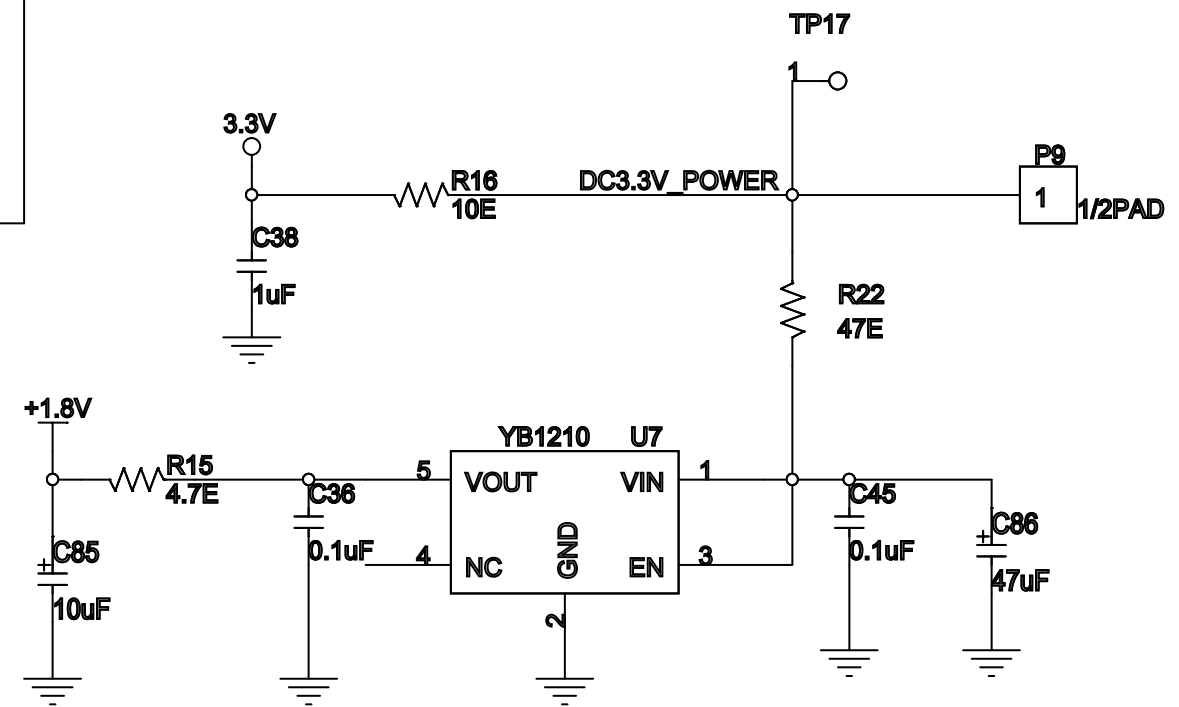 TP17
1
3.3V
P9
R16
DC3.3V_POWER
1
10E
1/2PAD
C38
1uF
R22
47E
+1.8V
YB1210
U7
R15
5
VOUT
VIN
1
4.7E
C36
C45
C86
+
GND
C85
+
0.1uF
4
NC
EN
3
0.1uF
47uF
10uF
2